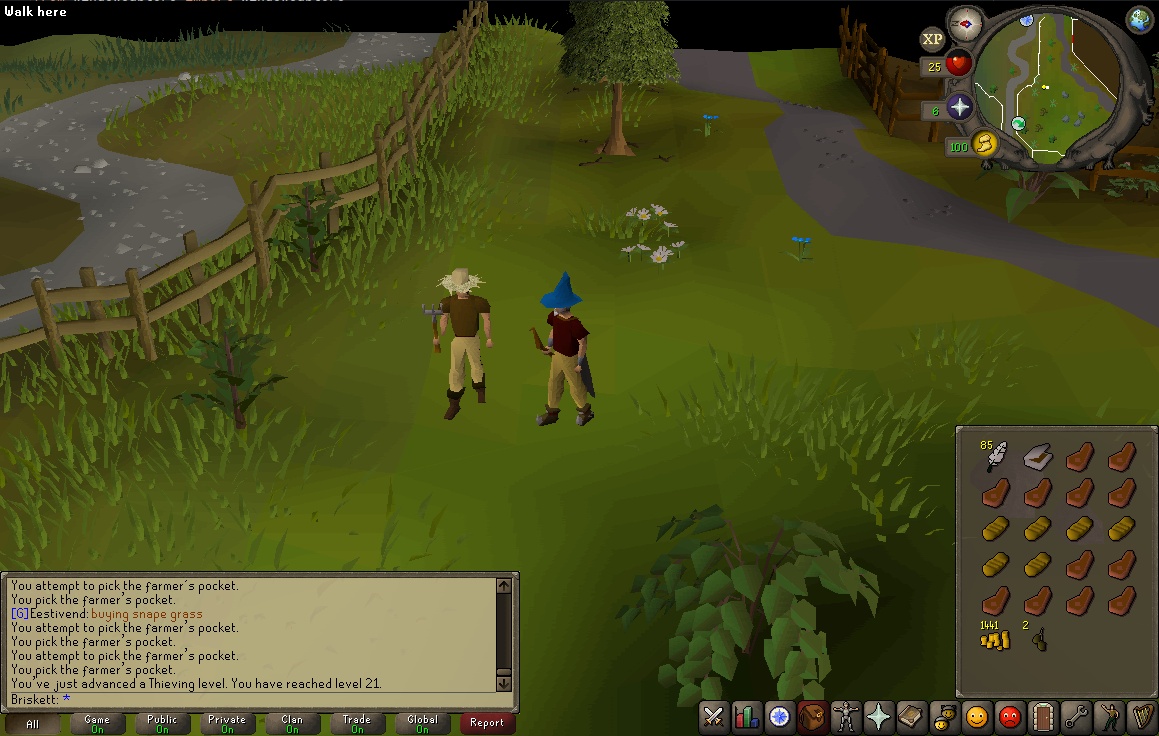 Walk here
XP
25
6
100
85
1441
2
You attempt to pick the farmer's pocket.
You pick the farmer's pocket.
[G]Eestivend: buying snape grass
You attempt to pick the farmer's pocket.
You pick the farmer's pocket.
You attempt to pick the farmer's pocket.
You pick the farmer's pocket.
You've just advanced a Thieving level. You have reached level 21.
Briskett: *
All
Game
On
Public
On
Private
On
Clan
On
Trade
On
Global
On
Report